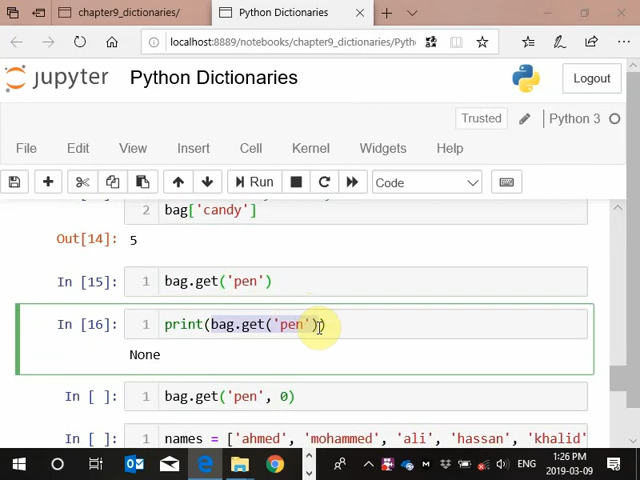 chapter9_dictionaries/
Python Dictionaries
localhost:8889/notebooks/chapter9_dictionaries/Pyth
jupyter Python Dictionaries
Logout
Trusted
Python 3
File Edit View Insert Cell Kernel Widgets Help
Run
Code
2 bag['candy']
Out[14]: 5
In [15]: 1 bag.get('pen')
In [16]: 1 print(bag.get('pen'))
None
In [ ]: 1 bag.get('pen', 0)
In [ ]: 1 names = ['ahmed', 'mohammed', 'ali', 'hassan', 'khalid'
ENG
1:26 PM
2019-03-09